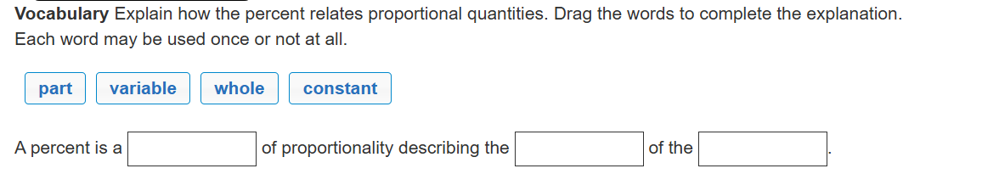 Vocabulary Explain how the percent relates proportional quantities. Drag the words to complete the explanation.
Each word may be used once or not at all.
part variable whole constant
A percent is a of proportionality describing the of the .